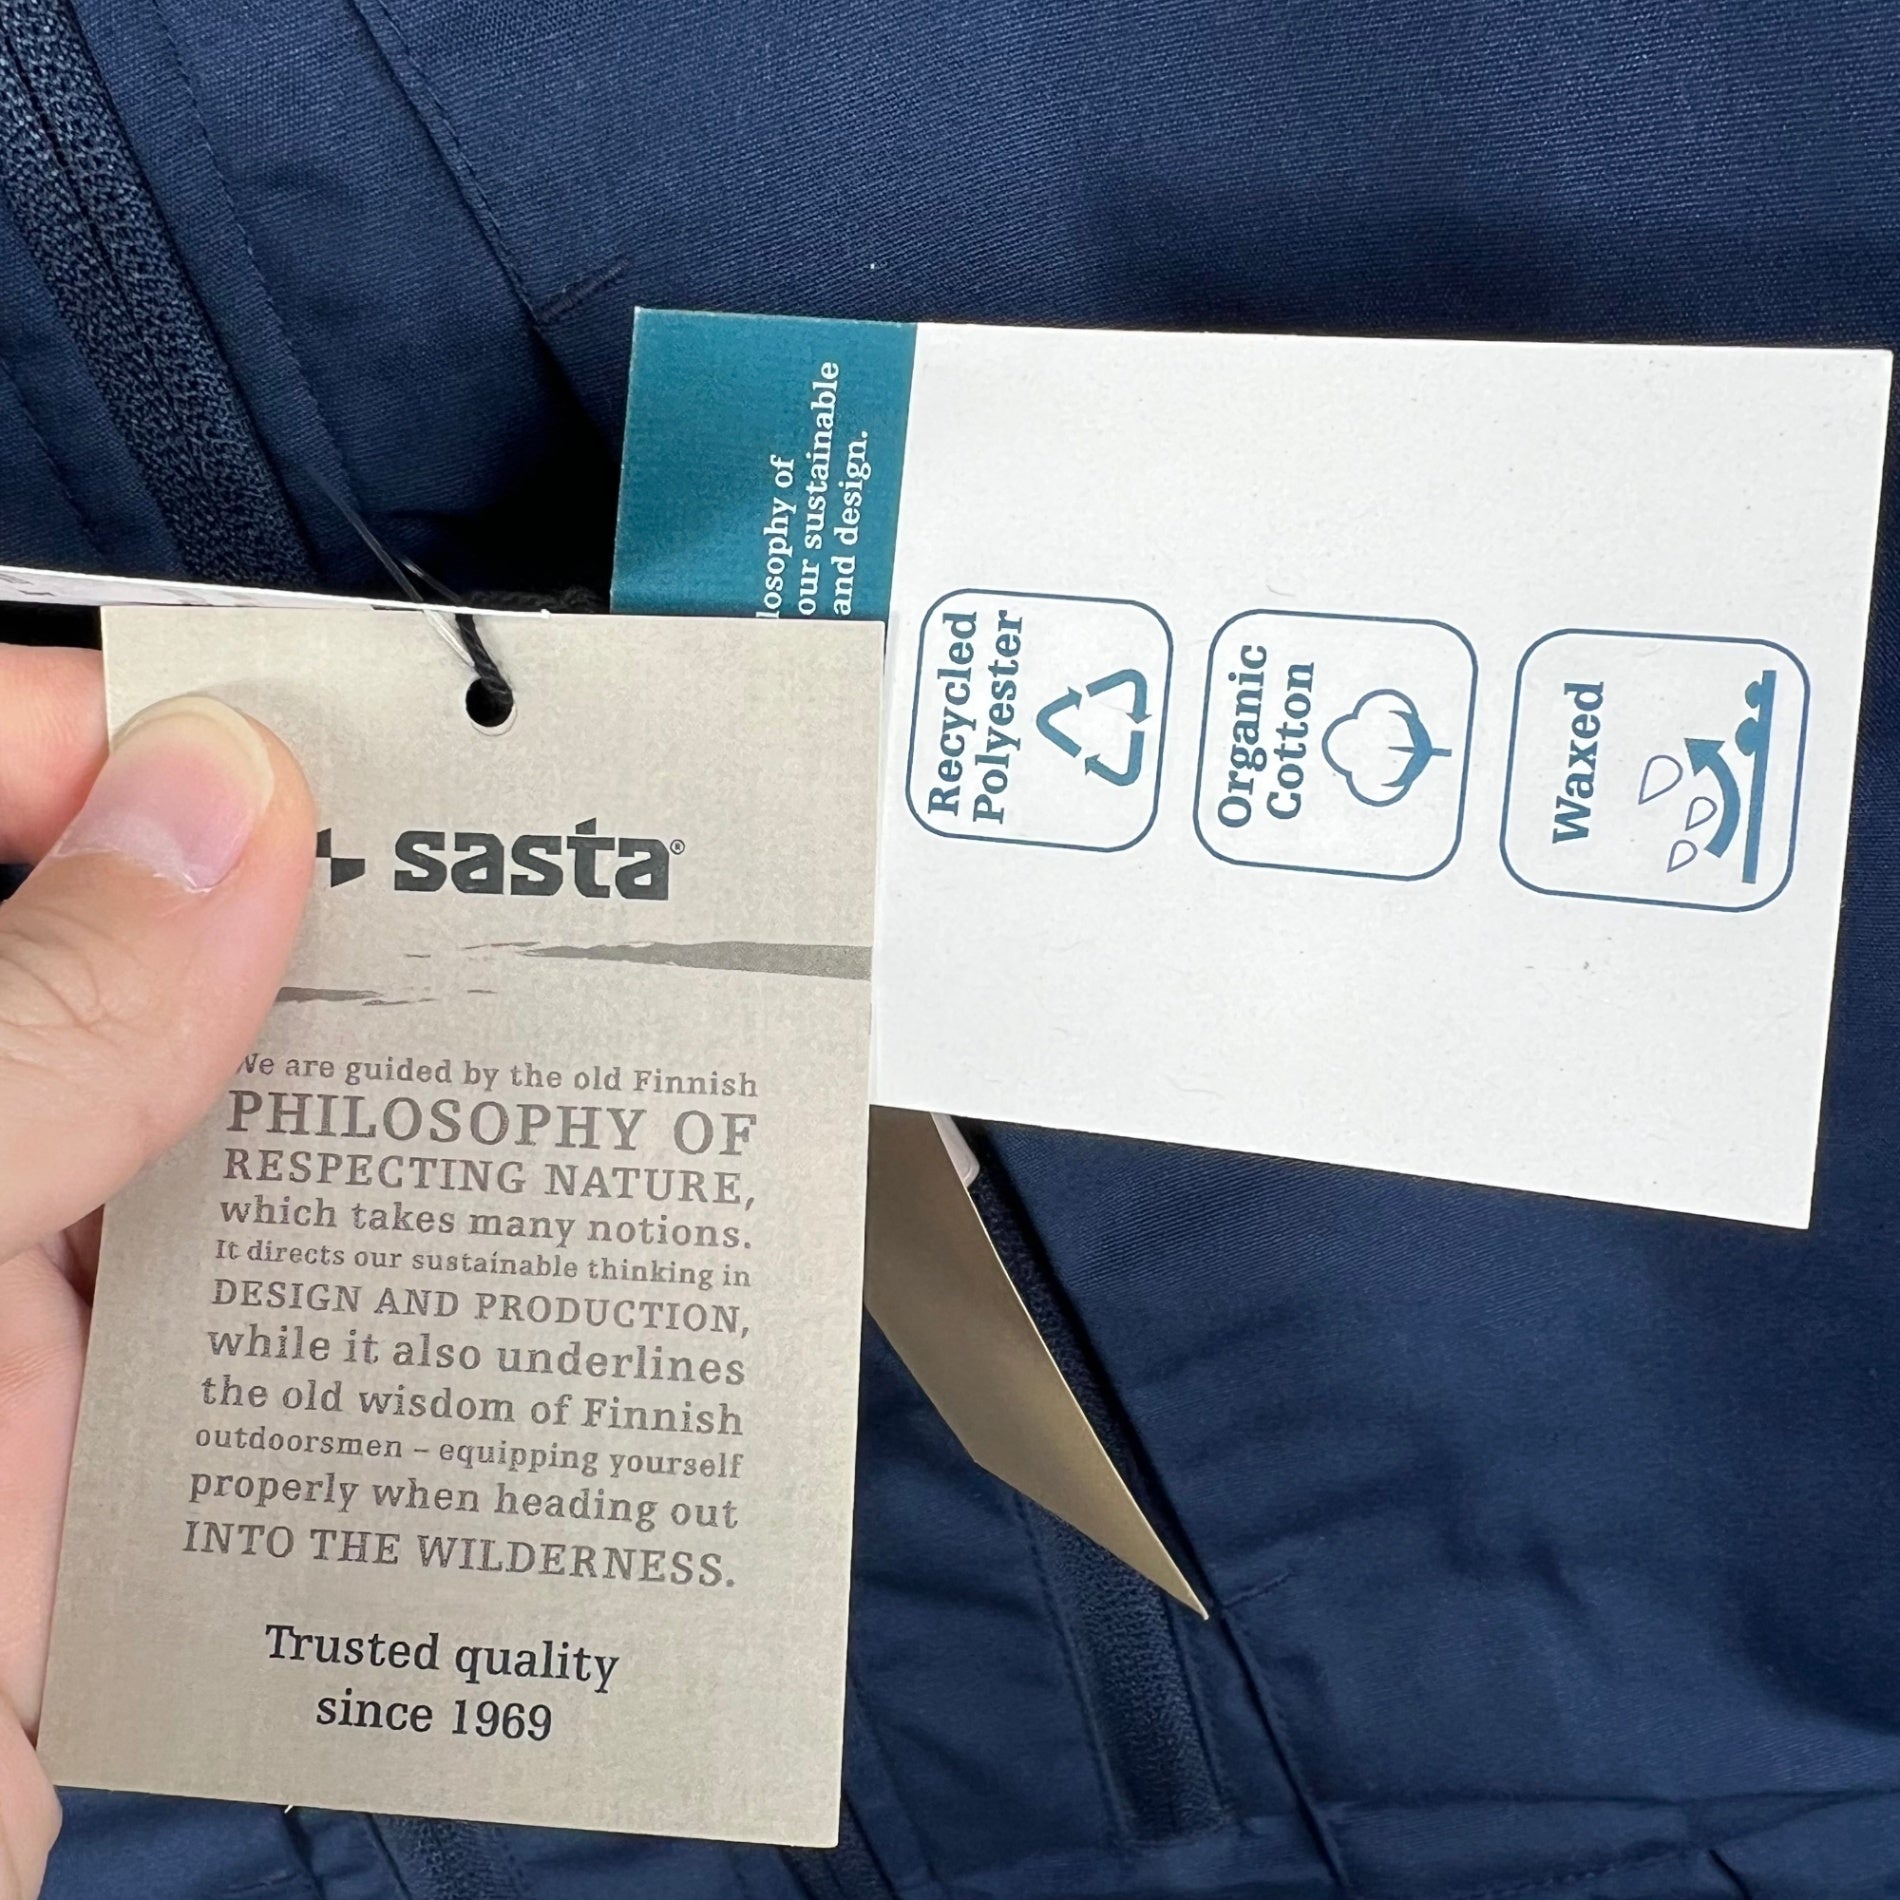 sasta®
We are guided by the old Finnish
PHILOSOPHY OF
RESPECTING NATURE,
which takes many notions.
It directs our sustainable thinking in
DESIGN AND PRODUCTION,
while it also underlines
the old wisdom of Finnish
outdoorsmen – equipping yourself
properly when heading out
INTO THE WILDERNESS.
Trusted quality
since 1969
of
our sustainable
and design.
Recycled
Polyester
Organic
Cotton
Waxed